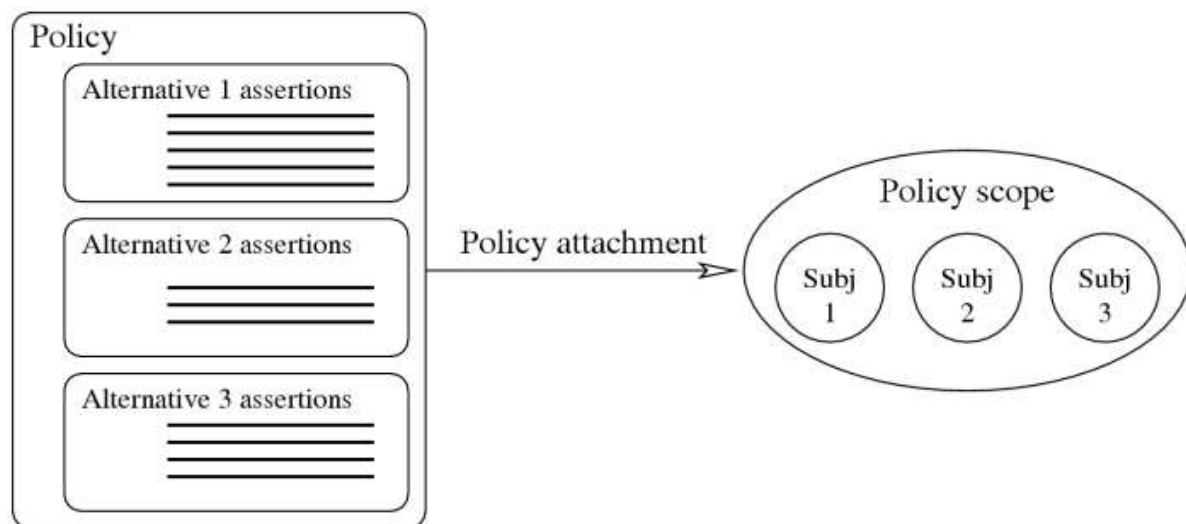 Policy
Alternative 1 assertions
Alternative 2 assertions
Alternative 3 assertions
Policy attachment
Policy scope
Subj
1
Subj
2
Subj
3